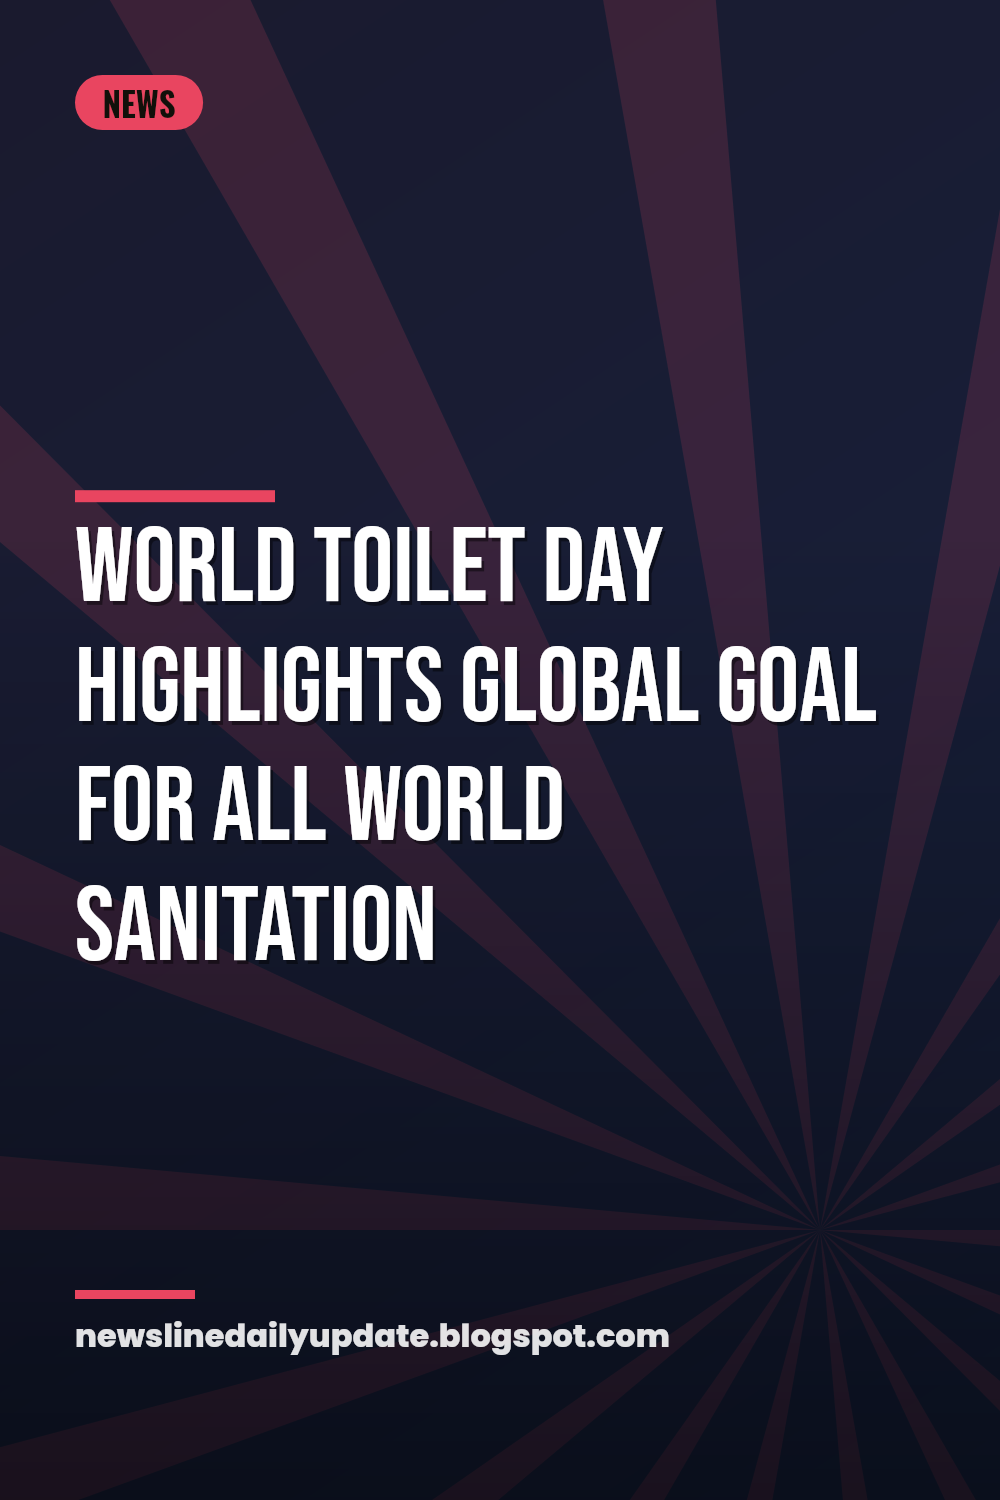 NEWS
WORLD TOILET DAY
HIGHLIGHTS GLOBAL GOAL
FOR ALL WORLD
SANITATION
newslinedailyupdate.blogspot.com